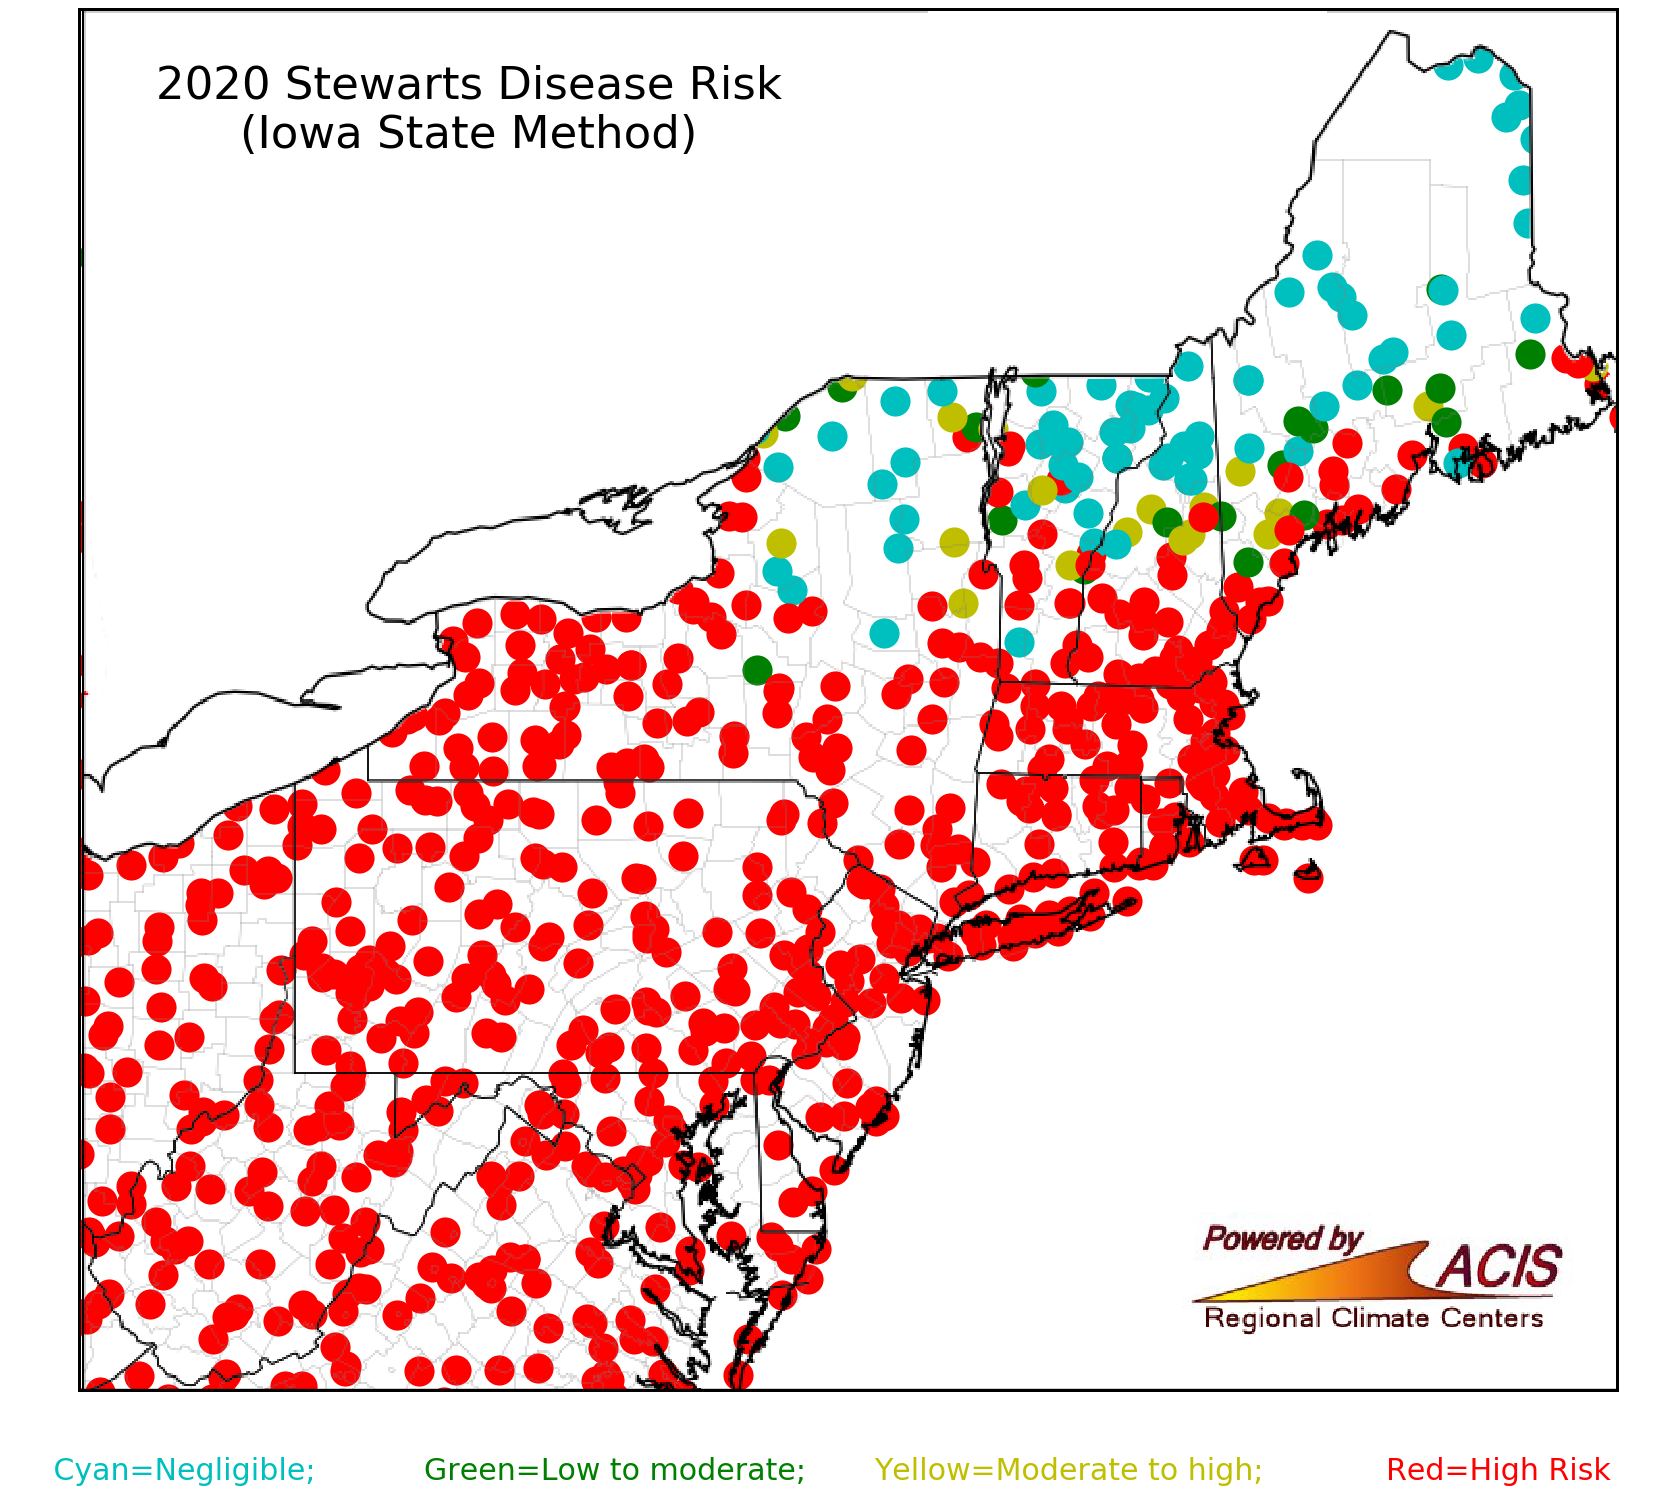 2020 Stewarts Disease Risk
(Iowa State Method)
Powered by
ACIS
Regional Climate Centers
Cyan=Negligible; Green=Low to moderate; Yellow=Moderate to high; Red=High Risk